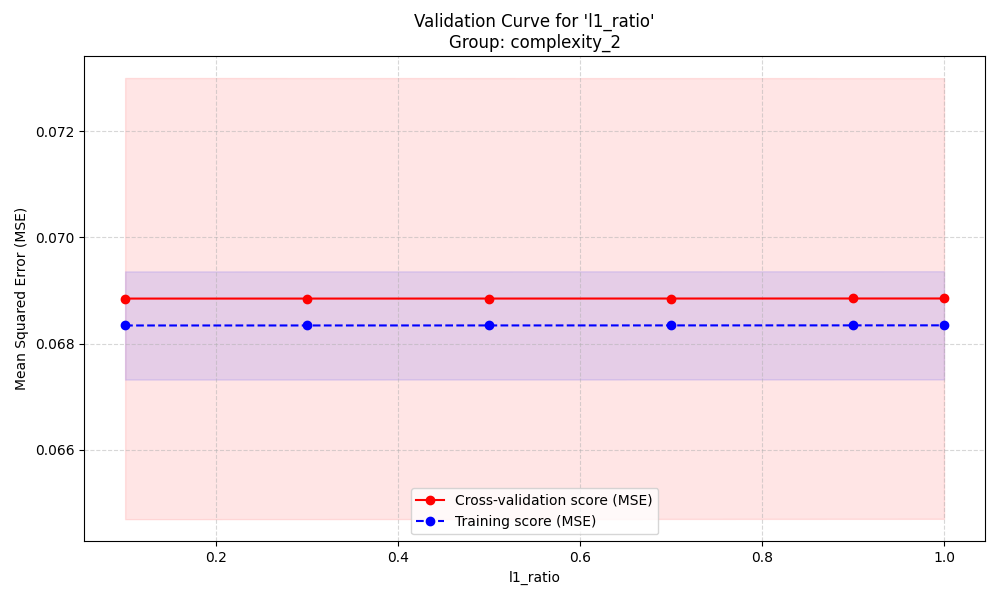 Validation Curve for 'l1_ratio'
Group: complexity_2
Mean Squared Error (MSE)
0.072
0.070
0.068
0.066
Cross-validation score (MSE)
Training score (MSE)
0.2
0.4
0.6
0.8
1.0
l1_ratio